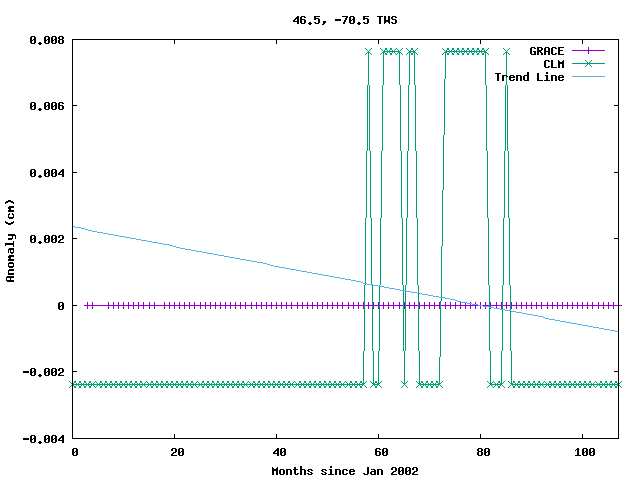 46.5, -70.5 TWS
GRACE
CLM
Trend Line
Anomaly (cm)
0.008
0.006
0.004
0.002
0
-0.002
-0.004
0 20 40 60 80 100
Months since Jan 2002